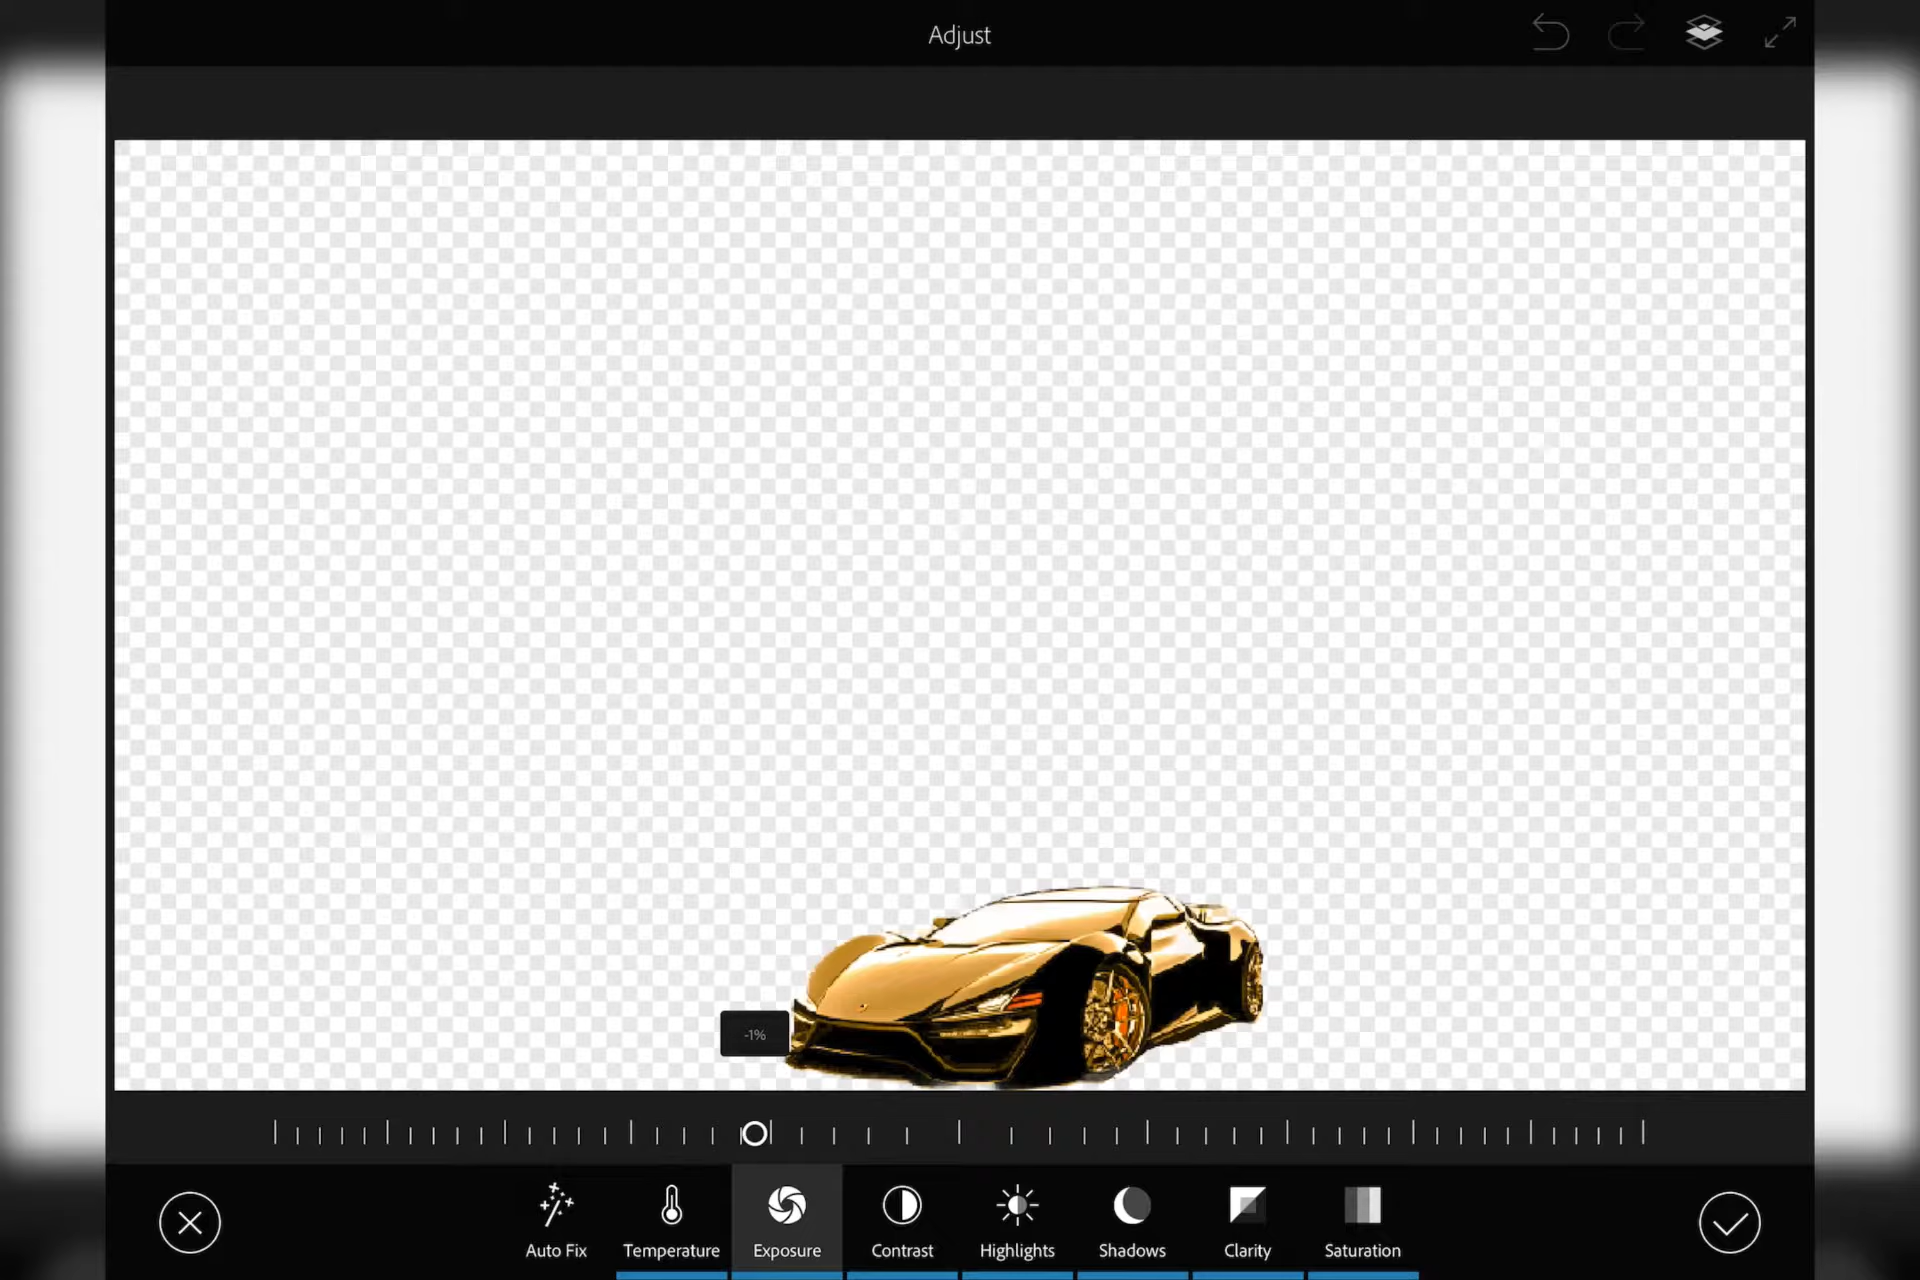 Adjust
-1%
Auto Fix
Temperature
Exposure
Contrast
Highlights
Shadows
Clarity
Saturation